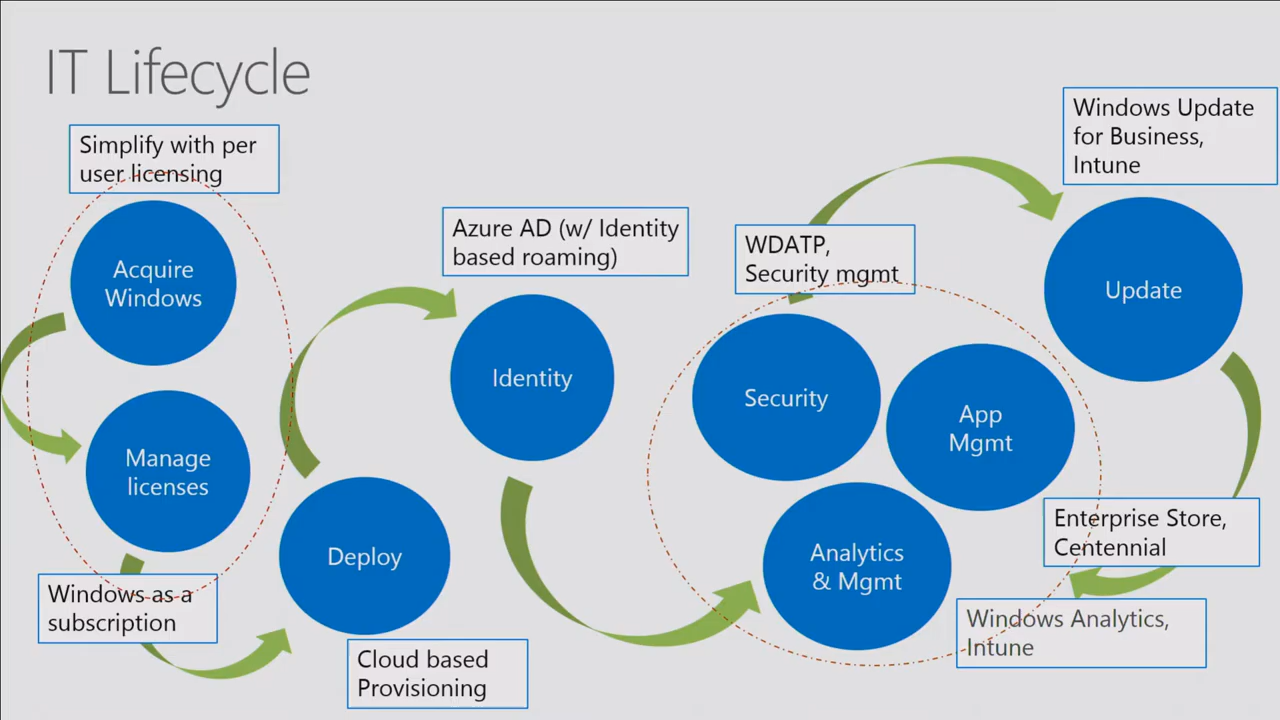 IT Lifecycle
Simplify with per
user licensing
Acquire
Windows
Manage
licenses
Windows as a
subscription
Deploy
Cloud based
Provisioning
Azure AD (w/ Identity
based roaming)
Identity
WDATP,
Security mgmt
Security
App
Mgmt
Analytics
& Mgmt
Windows Update
for Business,
Intune
Update
Enterprise Store,
Centennial
Windows Analytics,
Intune